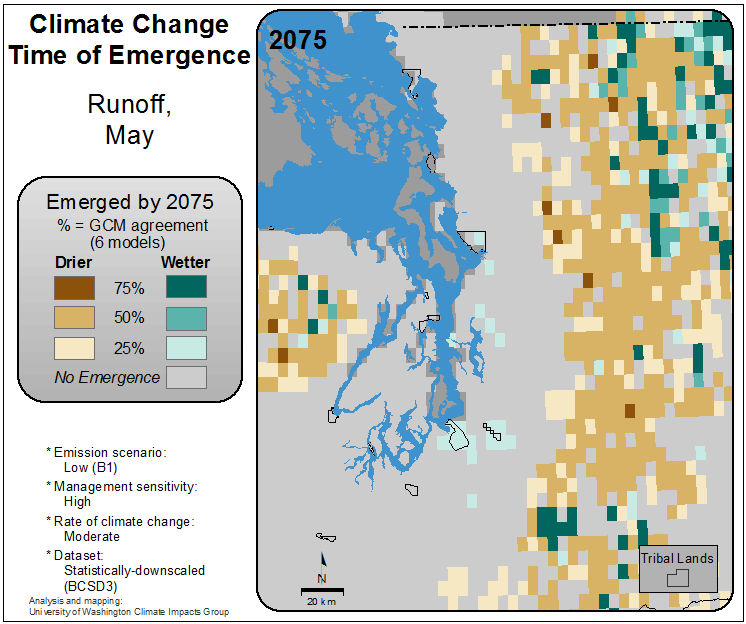 Climate Change
Time of Emergence
Runoff,
May
Emerged by 2075
% = GCM agreement
(6 models)
Drier Wetter
75%
50%
25%
No Emergence
* Emission scenario:
Low (B1)
* Management sensitivity:
High
* Rate of climate change:
Moderate
* Dataset:
Statistically-downscaled
(BCSD3)
Analysis and mapping:
University of Washington Climate Impacts Group
2075
N
20 km
Tribal Lands